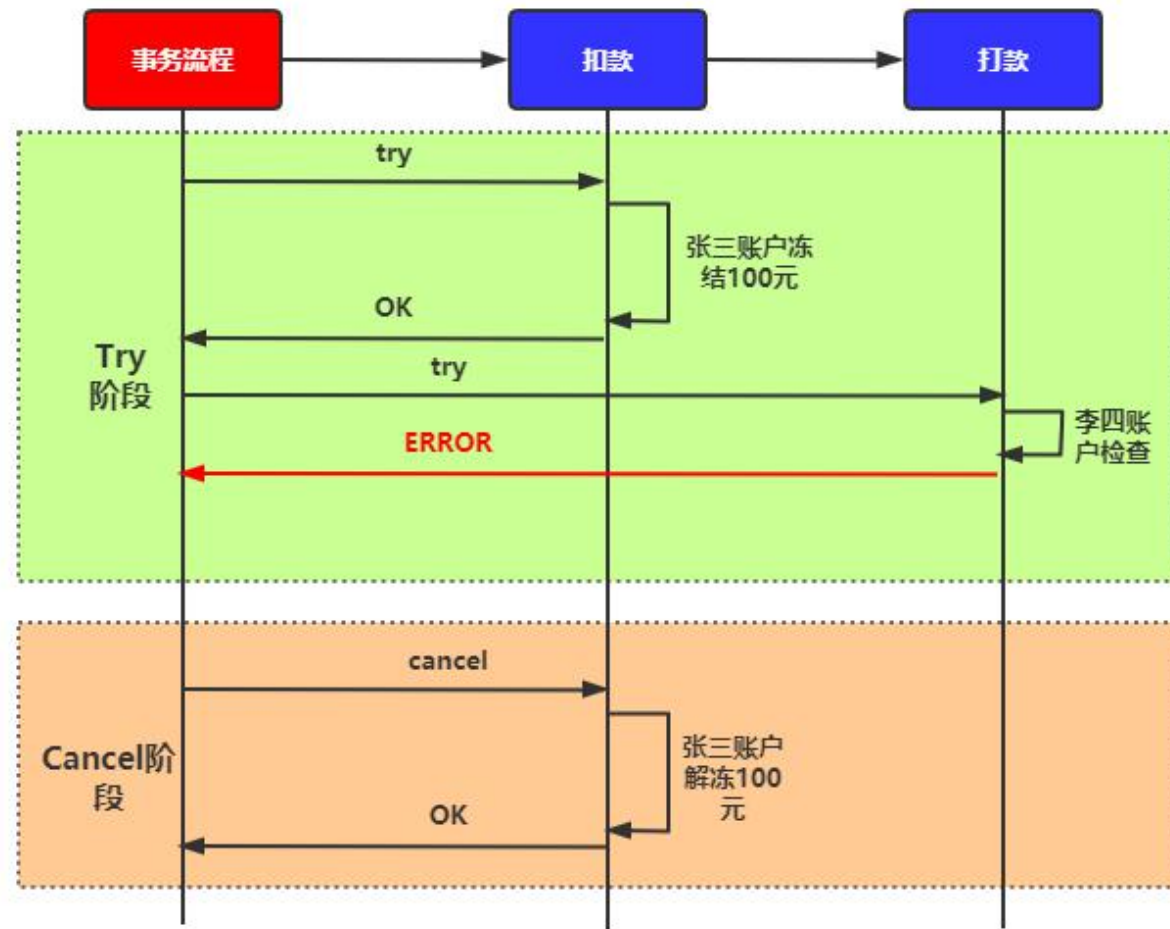 事务流程
扣款
打款
try
张三账户冻
结100元
OK
Try
阶段
try
李四账
户检查
ERROR
cancel
张三账户
解冻100
元
Cancel阶
段
OK